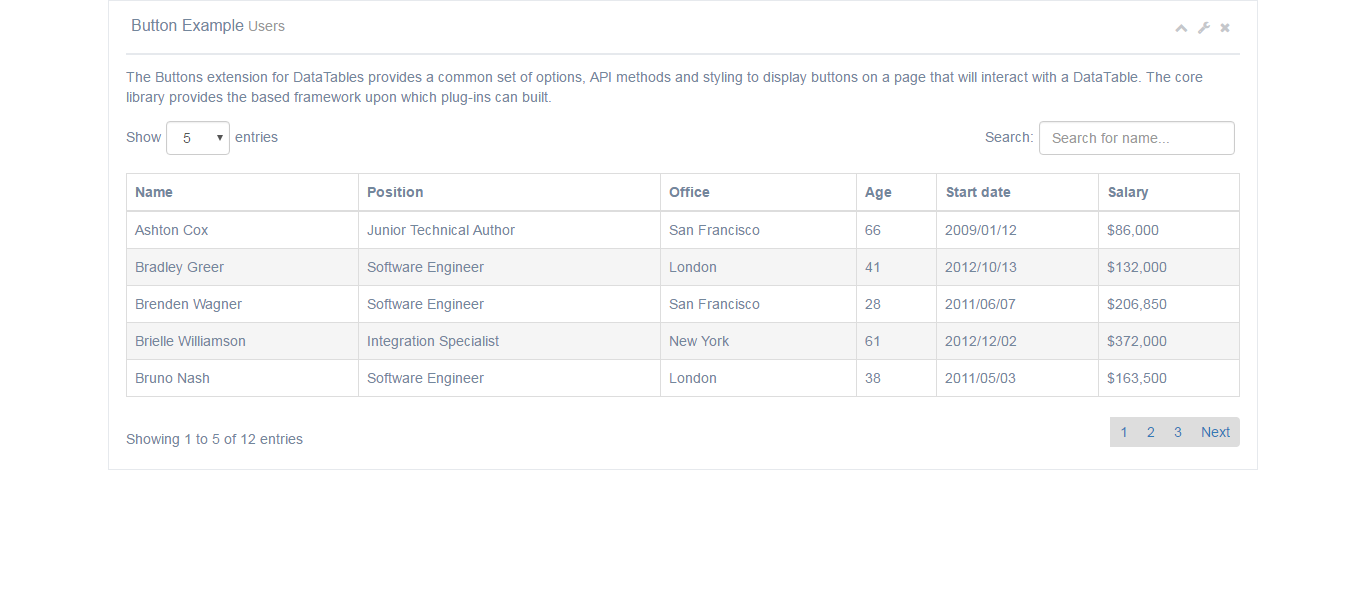 Button Example Users
The Buttons extension for DataTables provides a common set of options, API methods and styling to display buttons on a page that will interact with a DataTable. The core
library provides the based framework upon which plug-ins can built.
Show 5 entries Search: Search for name...
Name Position Office Age Start date Salary
Ashton Cox Junior Technical Author San Francisco 66 2009/01/12 $86,000
Bradley Greer Software Engineer London 41 2012/10/13 $132,000
Brenden Wagner Software Engineer San Francisco 28 2011/06/07 $206,850
Brielle Williamson Integration Specialist New York 61 2012/12/02 $372,000
Bruno Nash Software Engineer London 38 2011/05/03 $163,500
Showing 1 to 5 of 12 entries 1 2 3 Next